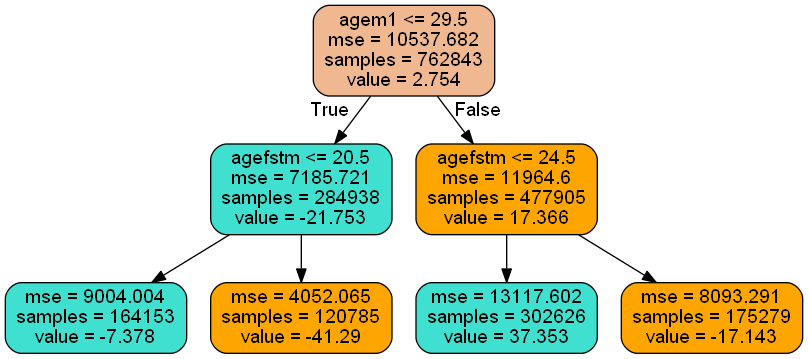 agem1 <= 29.5
mse = 10537.682
samples = 762843
value = 2.754
True
False
agefstm <= 20.5
mse = 7185.721
samples = 284938
value = -21.753
agefstm <= 24.5
mse = 11964.6
samples = 477905
value = 17.366
mse = 9004.004
samples = 164153
value = -7.378
mse = 4052.065
samples = 120785
value = -41.29
mse = 13117.602
samples = 302626
value = 37.353
mse = 8093.291
samples = 175279
value = -17.143